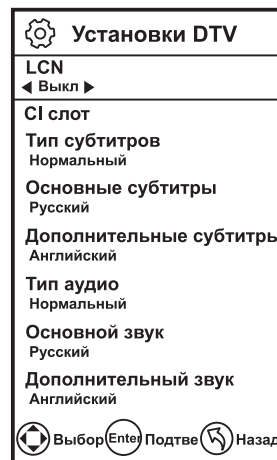 Установки DTV
LCN
Выкл
CI слот
Тип субтитров
Нормальный
Основные субтитры
Русский
Дополнительные субтитры
Английский
Тип аудио
Нормальный
Основной звук
Русский
Дополнительный звук
Английский
Выбор Enter Подтве Назад